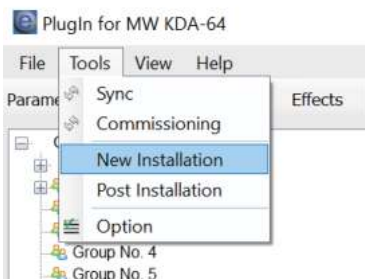 PlugIn for MW KDA-64
File Tools View Help
Parame
Effects
Sync
Commissioning
New Installation
Post Installation
Option
Group No. 4
Group No. 5